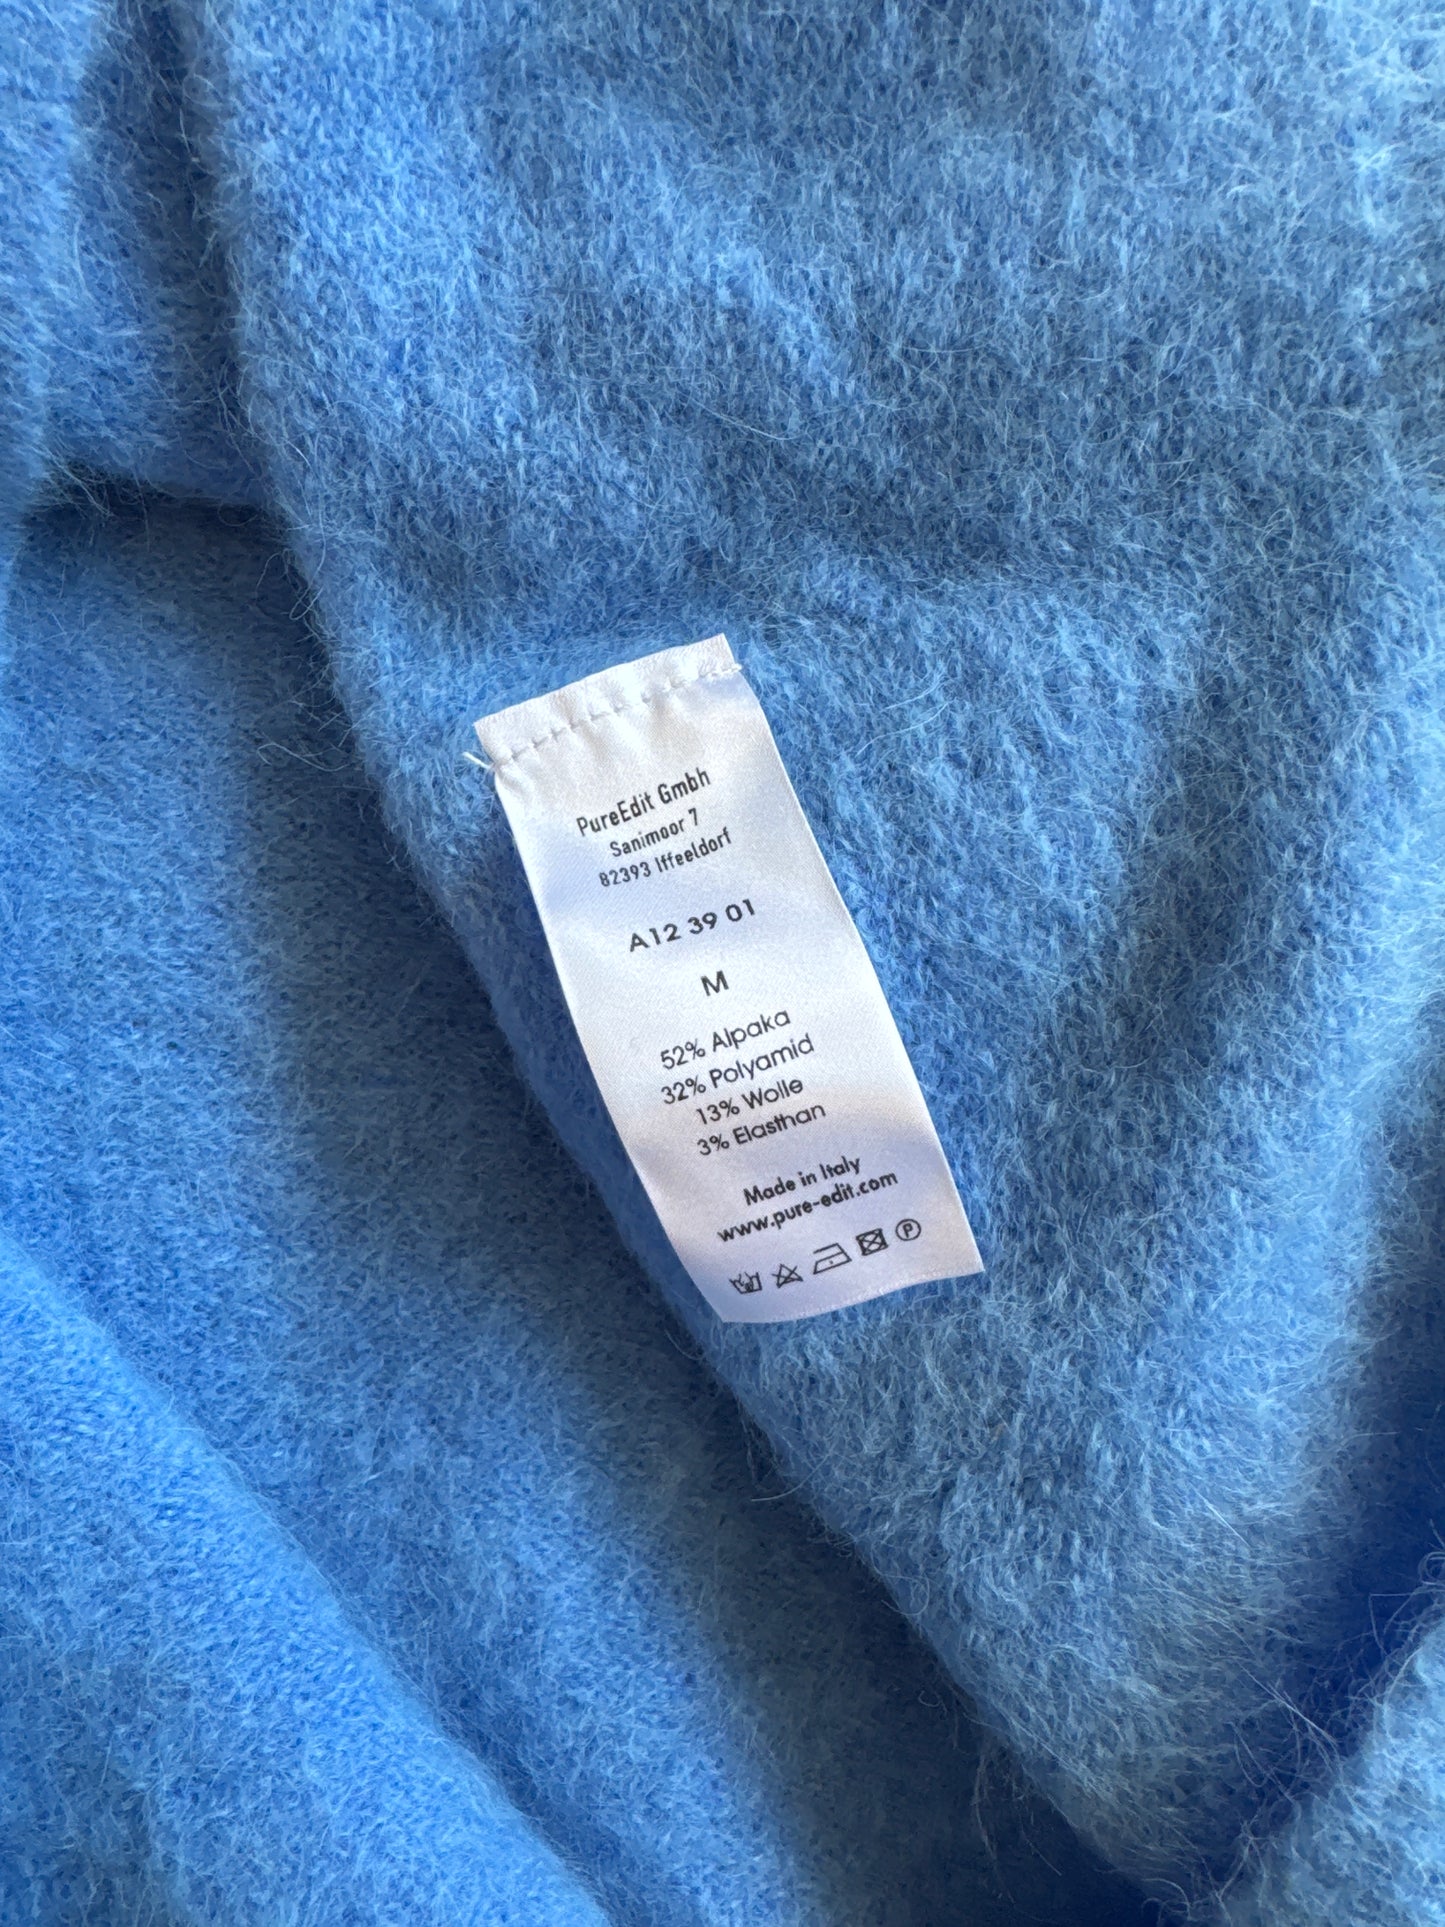 PureEdit Gmbh
Sanimoor 7
82393 Iffeeldorf
A12 39 01
M
52% Alpaka
32% Polyamid
13% Wolle
3% Elasthan
Made in Italy
www.pure-edit.com
P